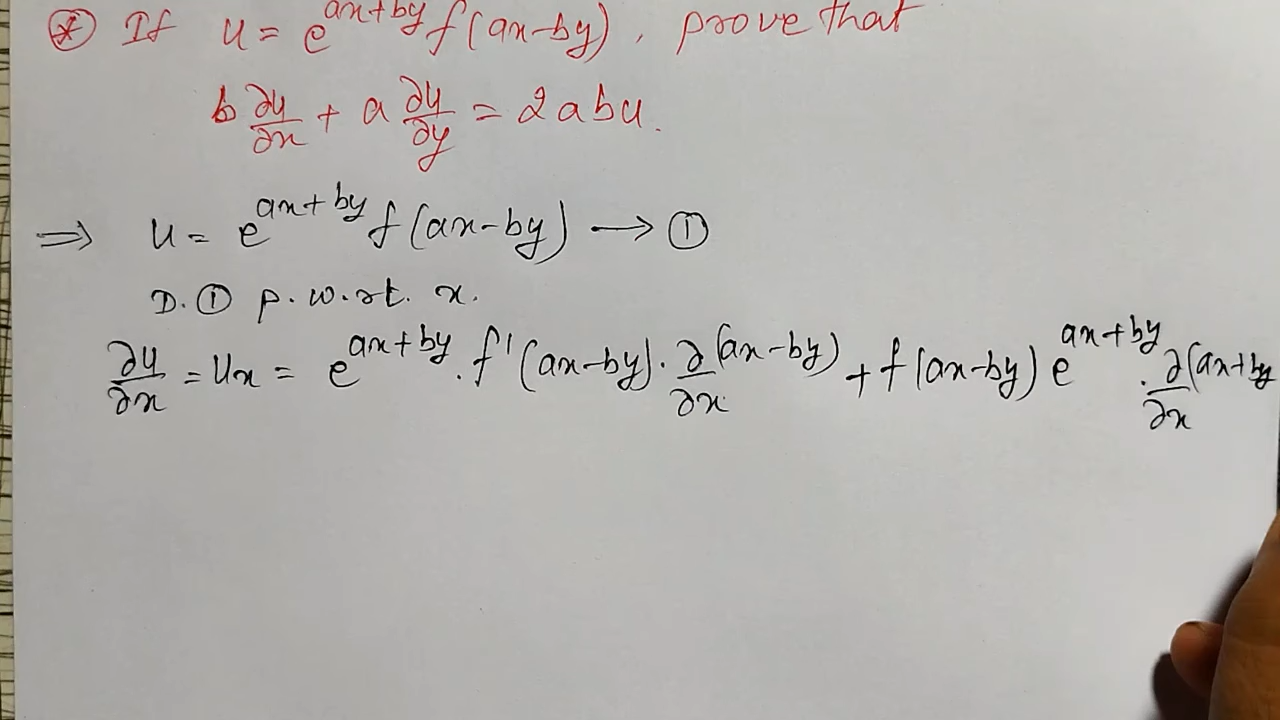 ⊛ If u = e^{ax+by} f(ax-by), prove that
b ∂u/∂x + a ∂u/∂y = 2abu.
⇒ u = e^{ax+by} f(ax-by) → ①
D. ① p. w.r.t. x.
∂u/∂x = ux = e^{ax+by} . f'(ax-by) . ∂/∂x (ax-by) + f(ax-by) e^{ax+by} . ∂/∂x (ax+by